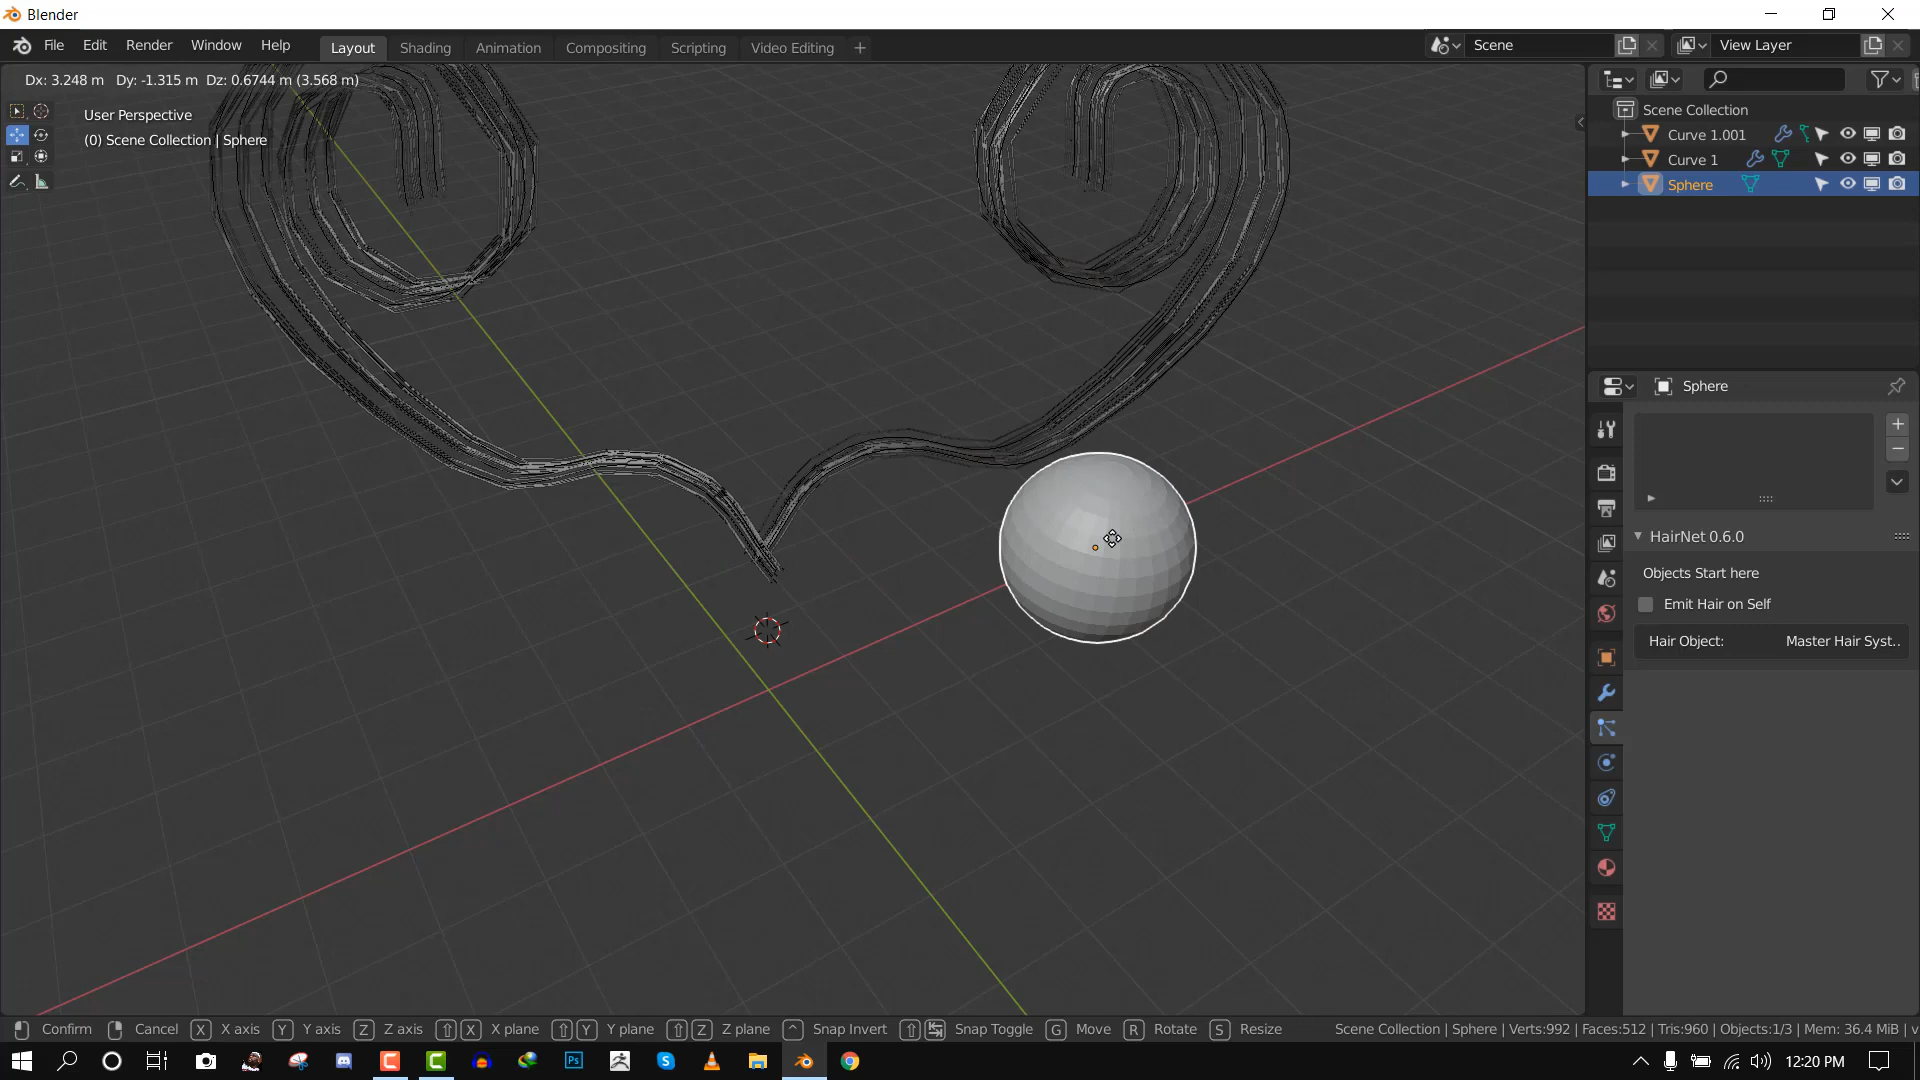 Blender
File Edit Render Window Help
Layout Shading Animation Compositing Scripting Video Editing +
Scene
View Layer
Dx: 3.248 m Dy: -1.315 m Dz: 0.6744 m (3.568 m)
User Perspective
(0) Scene Collection | Sphere
Scene Collection
Curve 1.001
Curve 1
Sphere
Sphere
HairNet 0.6.0
Objects Start here
Emit Hair on Self
Hair Object: Master Hair Syst..
Confirm Cancel X X axis Y Y axis Z Z axis X X plane Y Y plane Z Z plane ^ Snap Invert Snap Toggle G Move R Rotate S Resize
Scene Collection | Sphere | Verts:992 | Faces:512 | Tris:960 | Objects:1/3 | Mem: 36.4 MiB | v
Ps
12:20 PM